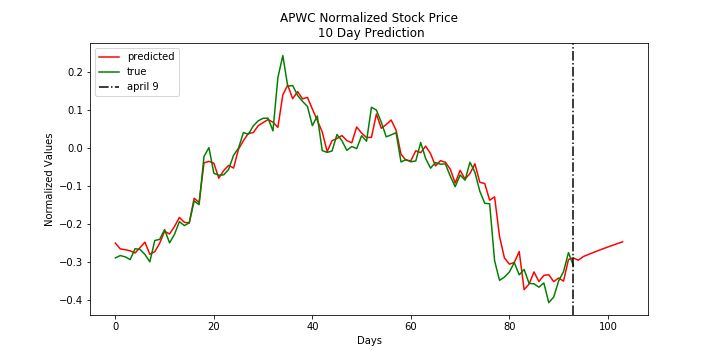 APWC Normalized Stock Price
10 Day Prediction
predicted
true
april 9
Normalized Values
0.2
0.1
0.0
−0.1
−0.2
−0.3
−0.4
0 20 40 60 80 100
Days